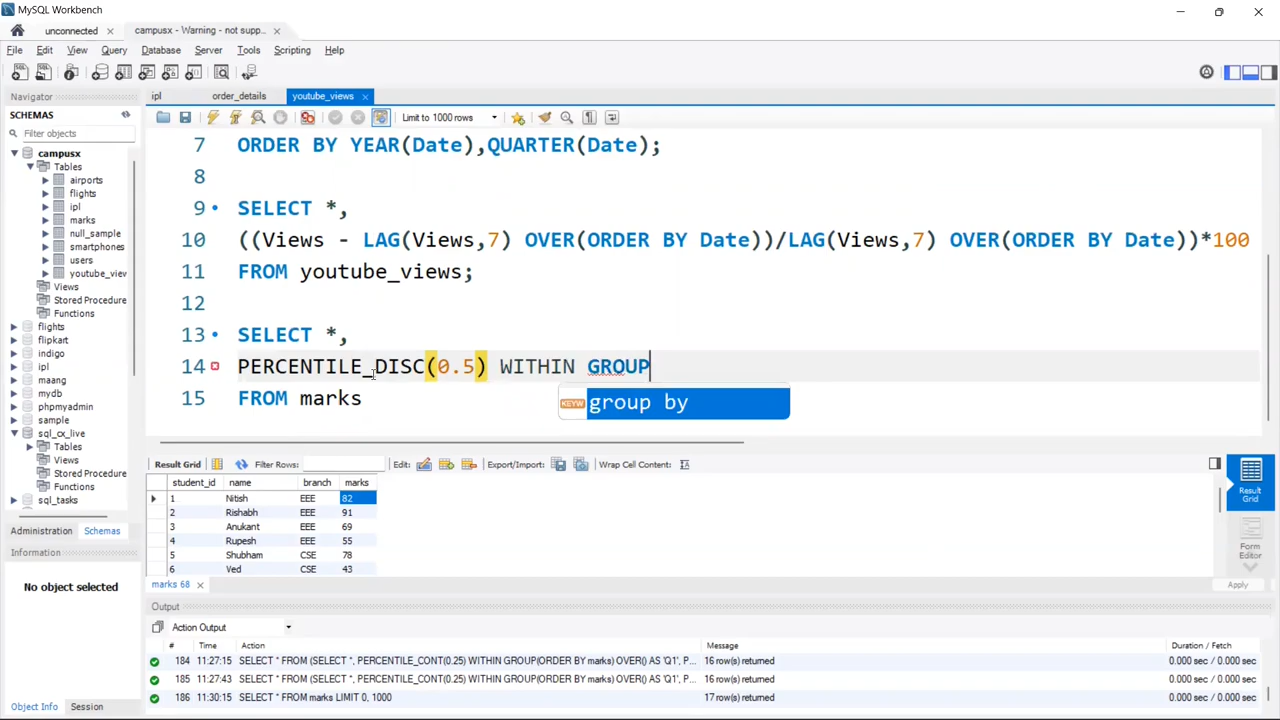 MySQL Workbench
unconnected
campusx - Warning - not supp...
File Edit View Query Database Server Tools Scripting Help
Navigator
SCHEMAS
Filter objects
campusx
Tables
airports
flights
ipl
marks
null_sample
smartphones
users
youtube_view
Views
Stored Procedure
Functions
flights
flipkart
indigo
ipl
maang
mydb
phpmyadmin
sample
sql_cx_live
Tables
Views
Stored Procedure
Functions
sql_tasks
Administration Schemas
Information
No object selected
Object Info Session
ipl order_details youtube_views
Limit to 1000 rows
7 ORDER BY YEAR(Date),QUARTER(Date);
8
9 SELECT *,
10 ((Views - LAG(Views,7) OVER(ORDER BY Date))/LAG(Views,7) OVER(ORDER BY Date))*100
11 FROM youtube_views;
12
13 SELECT *,
14 PERCENTILE_DISC(0.5) WITHIN GROUP
15 FROM marks
KEYW group by
Result Grid Filter Rows: Edit: Export/Import: Wrap Cell Content:
student_id name branch marks
1 Nitish EEE 82
2 Rishabh EEE 91
3 Anukant EEE 69
4 Rupesh EEE 55
5 Shubham CSE 78
6 Ved CSE 43
Result Grid
Form Editor
marks 68
Apply
Output
Action Output
# Time Action Message Duration / Fetch
184 11:27:15 SELECT * FROM (SELECT *, PERCENTILE_CONT(0.25) WITHIN GROUP(ORDER BY marks) OVER() AS 'Q1', P... 16 row(s) returned 0.000 sec / 0.000 sec
185 11:27:43 SELECT * FROM (SELECT *, PERCENTILE_CONT(0.25) WITHIN GROUP(ORDER BY marks) OVER() AS 'Q1', P... 16 row(s) returned 0.000 sec / 0.000 sec
186 11:30:15 SELECT * FROM marks LIMIT 0, 1000 17 row(s) returned 0.000 sec / 0.000 sec